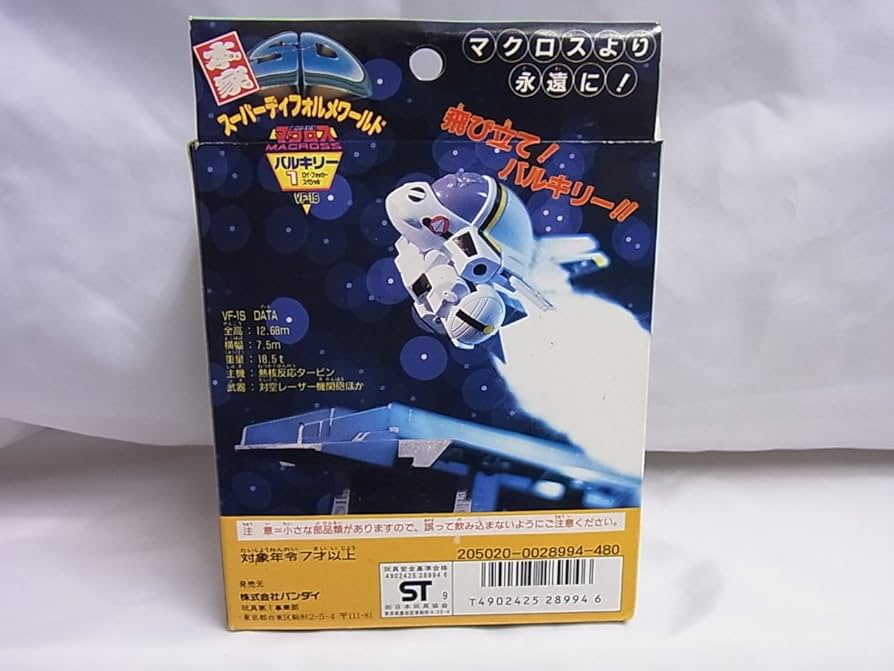 本家
SD
スーパーディフォルメワールド
マクロス
MACROSS
バルキリー
1
ロイ・フォッカー
スペシャル
VF-1S
マクロスより
永遠に!
飛び立て!
バルキリー!!
VF-1S DATA
全高:12.68m
横幅:7.5m
重量:18.5t
主機:熱核反応タービン
武器:対空レーザー機関砲ほか
注 意=小さな部品類がありますので、誤って飲み込まないようにご注意ください。
対象年令7才以上
205020-0028994-480
発売元
株式会社バンダイ
玩具第1事業部
東京都台東区駒形2-5-4 〒111-81
玩具安全基準合格
4902425 28994 6
ST 9
㈳日本玩具協会
T4902425 28994 6